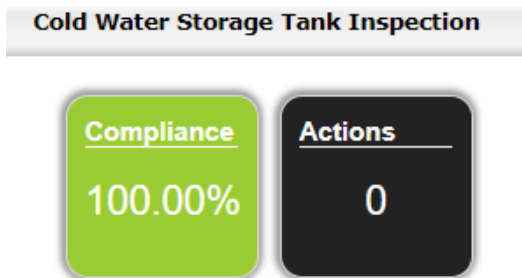 Cold Water Storage Tank Inspection
Compliance
Actions
100.00%
0